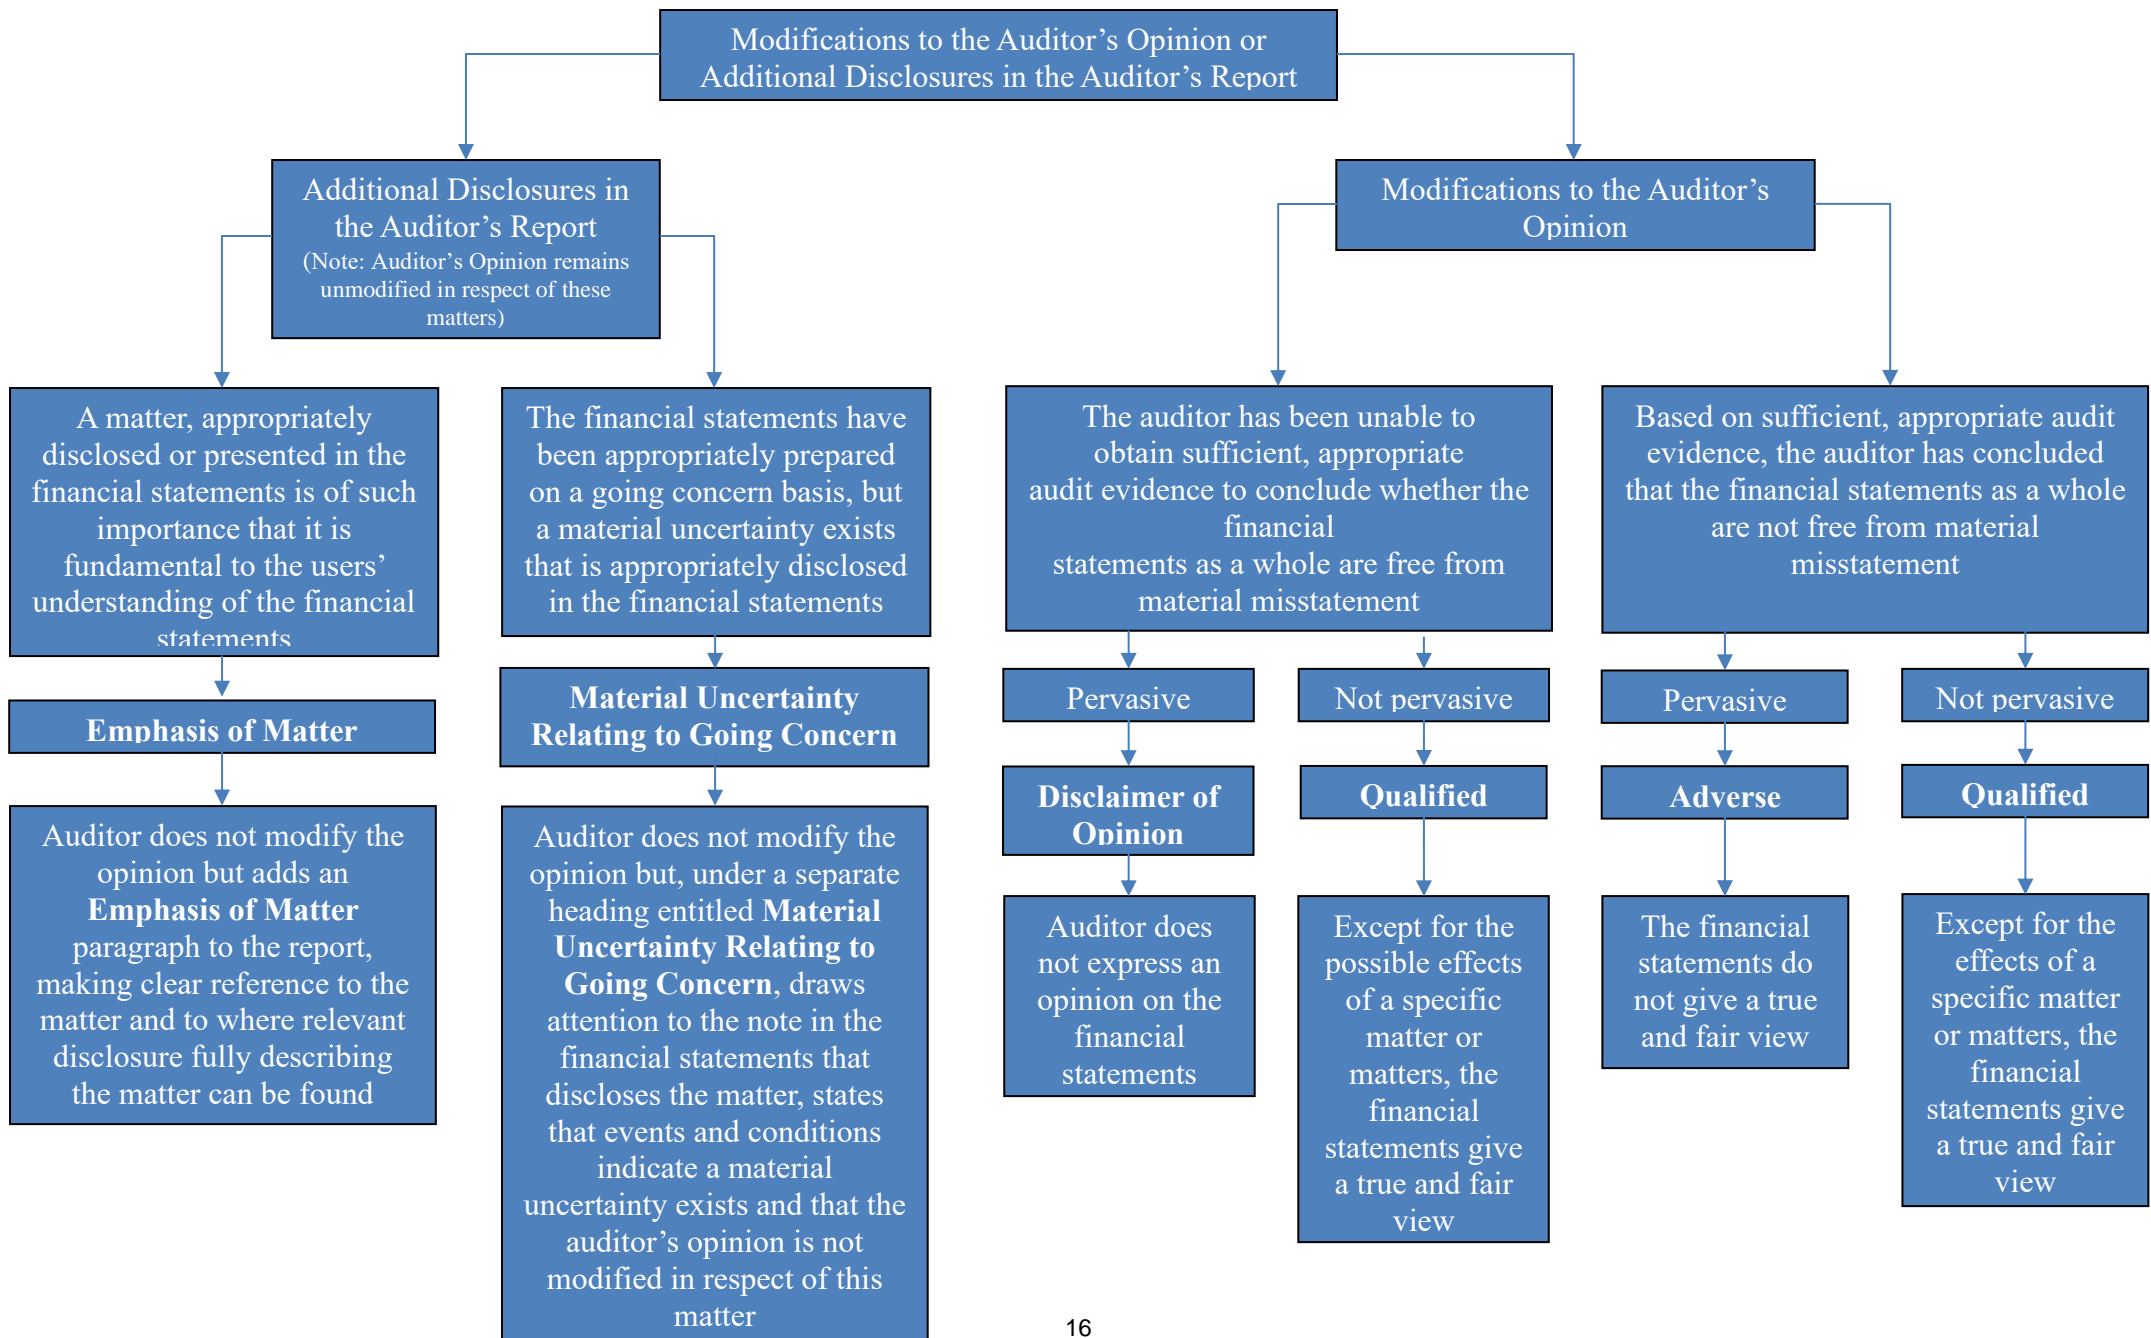 Modifications to the Auditor’s Opinion or
Additional Disclosures in the Auditor’s Report
Additional Disclosures in
the Auditor’s Report
(Note: Auditor’s Opinion remains
unmodified in respect of these
matters)
Modifications to the Auditor’s
Opinion
A matter, appropriately
disclosed or presented in the
financial statements is of such
importance that it is
fundamental to the users’
understanding of the financial
statements
The financial statements have
been appropriately prepared
on a going concern basis, but
a material uncertainty exists
that is appropriately disclosed
in the financial statements
The auditor has been unable to
obtain sufficient, appropriate
audit evidence to conclude whether the
financial
statements as a whole are free from
material misstatement
Based on sufficient, appropriate audit
evidence, the auditor has concluded
that the financial statements as a whole
are not free from material
misstatement
Emphasis of Matter
Material Uncertainty
Relating to Going Concern
Pervasive
Not pervasive
Pervasive
Not pervasive
Disclaimer of
Opinion
Qualified
Adverse
Qualified
Auditor does not modify the
opinion but adds an
Emphasis of Matter
paragraph to the report,
making clear reference to the
matter and to where relevant
disclosure fully describing
the matter can be found
Auditor does not modify the
opinion but, under a separate
heading entitled Material
Uncertainty Relating to
Going Concern, draws
attention to the note in the
financial statements that
discloses the matter, states
that events and conditions
indicate a material
uncertainty exists and that the
auditor’s opinion is not
modified in respect of this
matter
Auditor does
not express an
opinion on the
financial
statements
Except for the
possible effects
of a specific
matter or
matters, the
financial
statements give
a true and fair
view
The financial
statements do
not give a true
and fair view
Except for the
effects of a
specific matter
or matters, the
financial
statements give
a true and fair
view
16